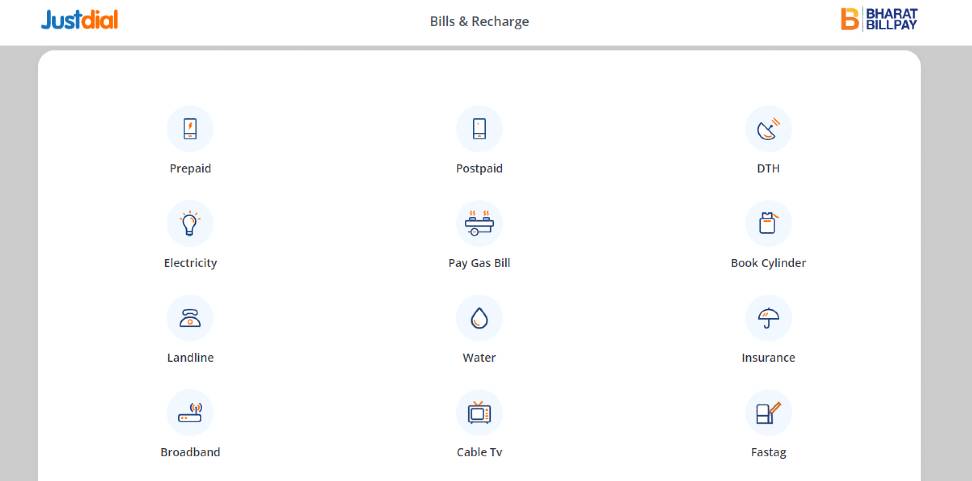 Justdial
Bills & Recharge
B BHARAT
BILLPAY
Prepaid
Postpaid
DTH
Electricity
Pay Gas Bill
Book Cylinder
Landline
Water
Insurance
Broadband
Cable Tv
Fastag